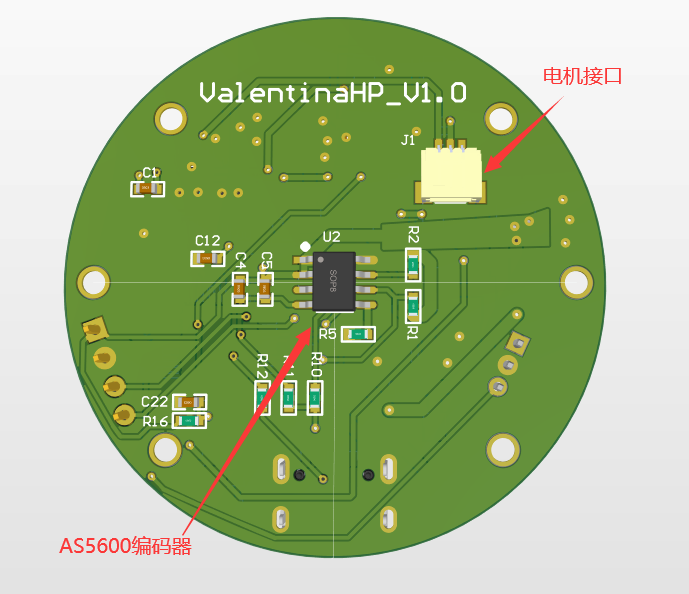 电机接口
ValentinaHP_V1.0
J1
C1
C12
U2
R2
C4
C5
SOP8
R5
R1
R12
R10
C22
R16
AS5600编码器